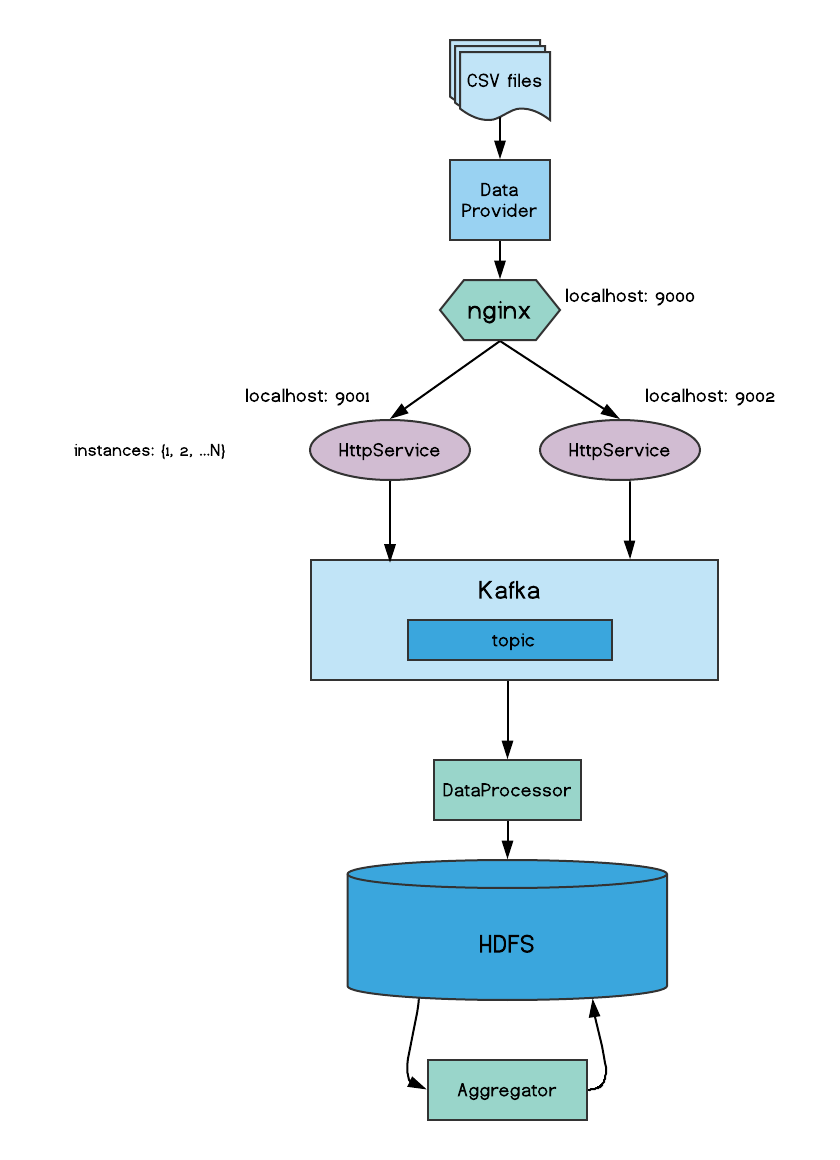 CSV files
Data
Provider
nginx
localhost: 9000
localhost: 9001
localhost: 9002
instances: {1, 2, ...N}
HttpService
HttpService
Kafka
topic
DataProcessor
HDFS
Aggregator